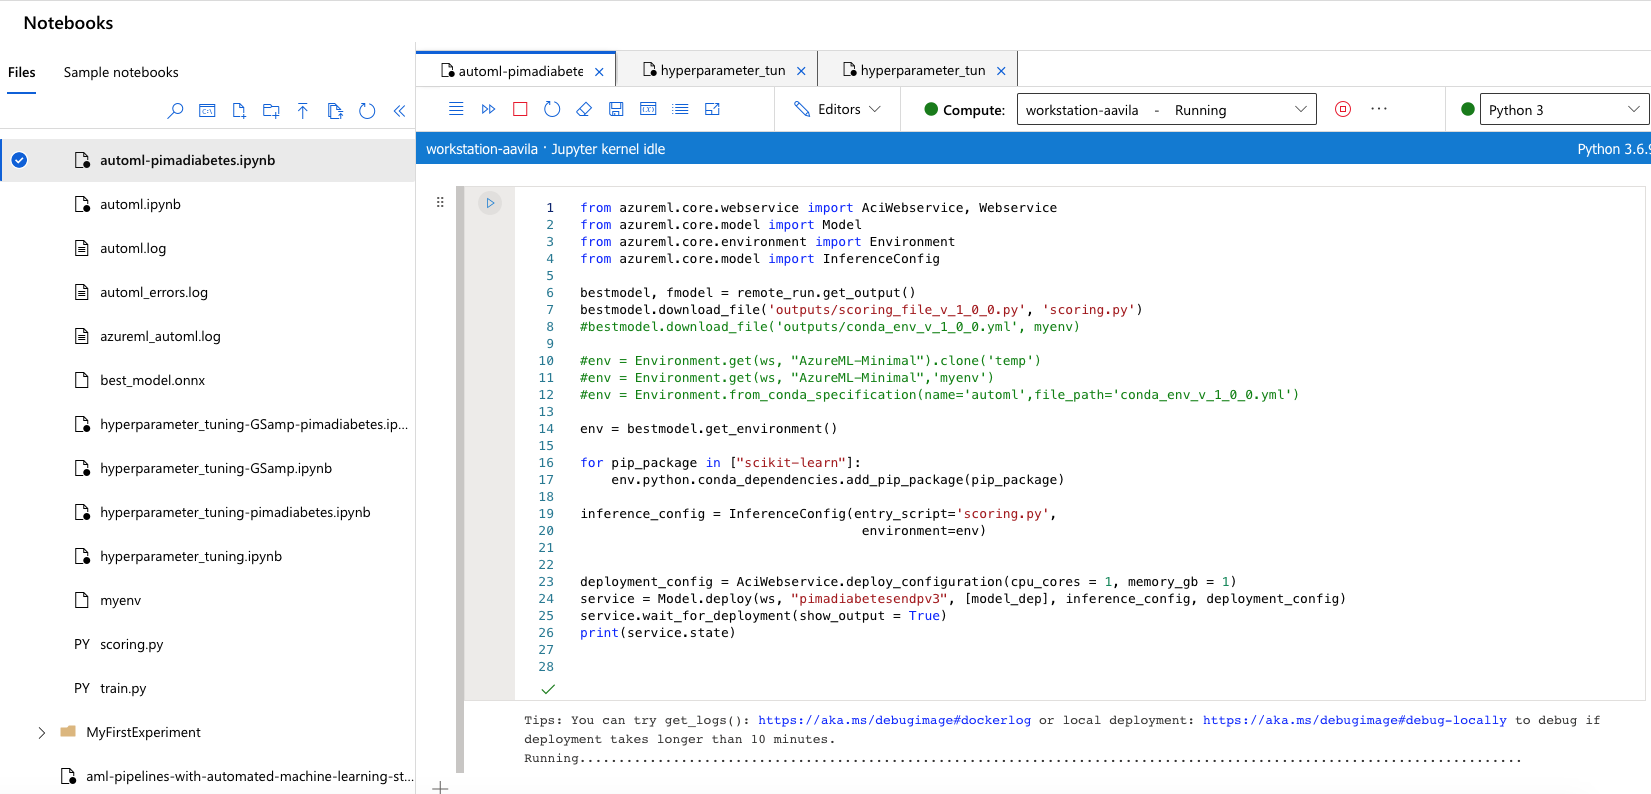 Notebooks
Files
Sample notebooks
automl-pimadiabetes.ipynb
automl.ipynb
automl.log
automl_errors.log
azureml_automl.log
best_model.onnx
hyperparameter_tuning-GSamp-pimadiabetes.ip...
hyperparameter_tuning-GSamp.ipynb
hyperparameter_tuning-pimadiabetes.ipynb
hyperparameter_tuning.ipynb
myenv
PY scoring.py
PY train.py
MyFirstExperiment
aml-pipelines-with-automated-machine-learning-st...
automl-pimadiabete
hyperparameter_tun
hyperparameter_tun
Editors
Compute: workstation-aavila - Running
Python 3
workstation-aavila · Jupyter kernel idle
Python 3.6.9
1 from azureml.core.webservice import AciWebservice, Webservice
2 from azureml.core.model import Model
3 from azureml.core.environment import Environment
4 from azureml.core.model import InferenceConfig
5
6 bestmodel, fmodel = remote_run.get_output()
7 bestmodel.download_file('outputs/scoring_file_v_1_0_0.py', 'scoring.py')
8 #bestmodel.download_file('outputs/conda_env_v_1_0_0.yml', myenv)
9
10 #env = Environment.get(ws, "AzureML-Minimal").clone('temp')
11 #env = Environment.get(ws, "AzureML-Minimal",'myenv')
12 #env = Environment.from_conda_specification(name='automl',file_path='conda_env_v_1_0_0.yml')
13
14 env = bestmodel.get_environment()
15
16 for pip_package in ["scikit-learn"]:
17 env.python.conda_dependencies.add_pip_package(pip_package)
18
19 inference_config = InferenceConfig(entry_script='scoring.py',
20 environment=env)
21
22
23 deployment_config = AciWebservice.deploy_configuration(cpu_cores = 1, memory_gb = 1)
24 service = Model.deploy(ws, "pimadiabetesendpv3", [model_dep], inference_config, deployment_config)
25 service.wait_for_deployment(show_output = True)
26 print(service.state)
27
28
Tips: You can try get_logs(): https://aka.ms/debugimage#dockerlog or local deployment: https://aka.ms/debugimage#debug-locally to debug if
deployment takes longer than 10 minutes.
Running.........................................................................................................................